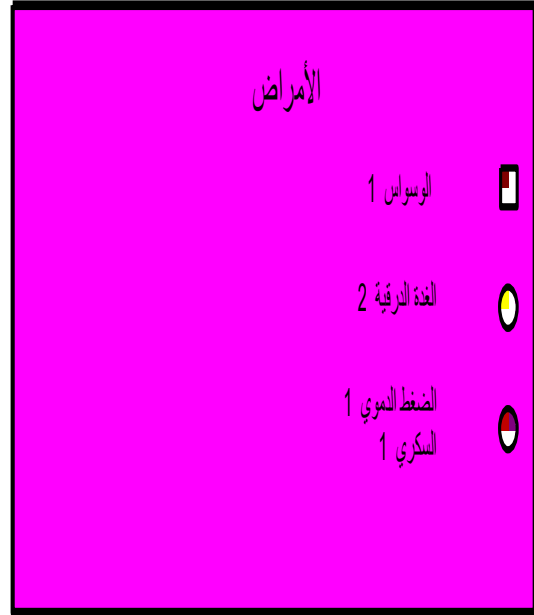 الأمراض
الوسواس 1
الغدة الدرقية 2
الضغط الدموي 1
السكري 1